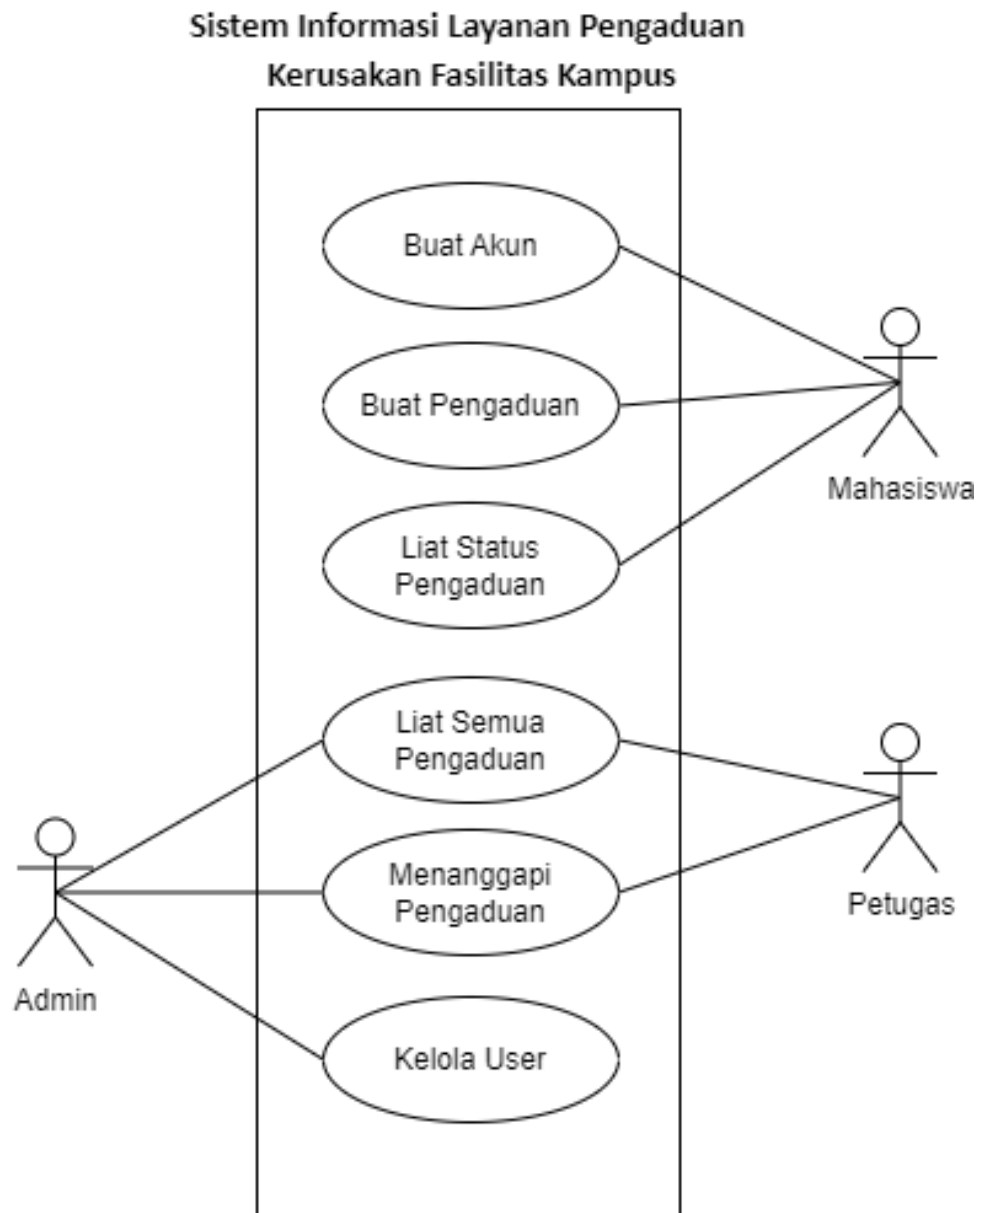 Sistem Informasi Layanan Pengaduan
Kerusakan Fasilitas Kampus
Buat Akun
Buat Pengaduan
Mahasiswa
Liat Status
Pengaduan
Liat Semua
Pengaduan
Menanggapi
Pengaduan
Petugas
Admin
Kelola User